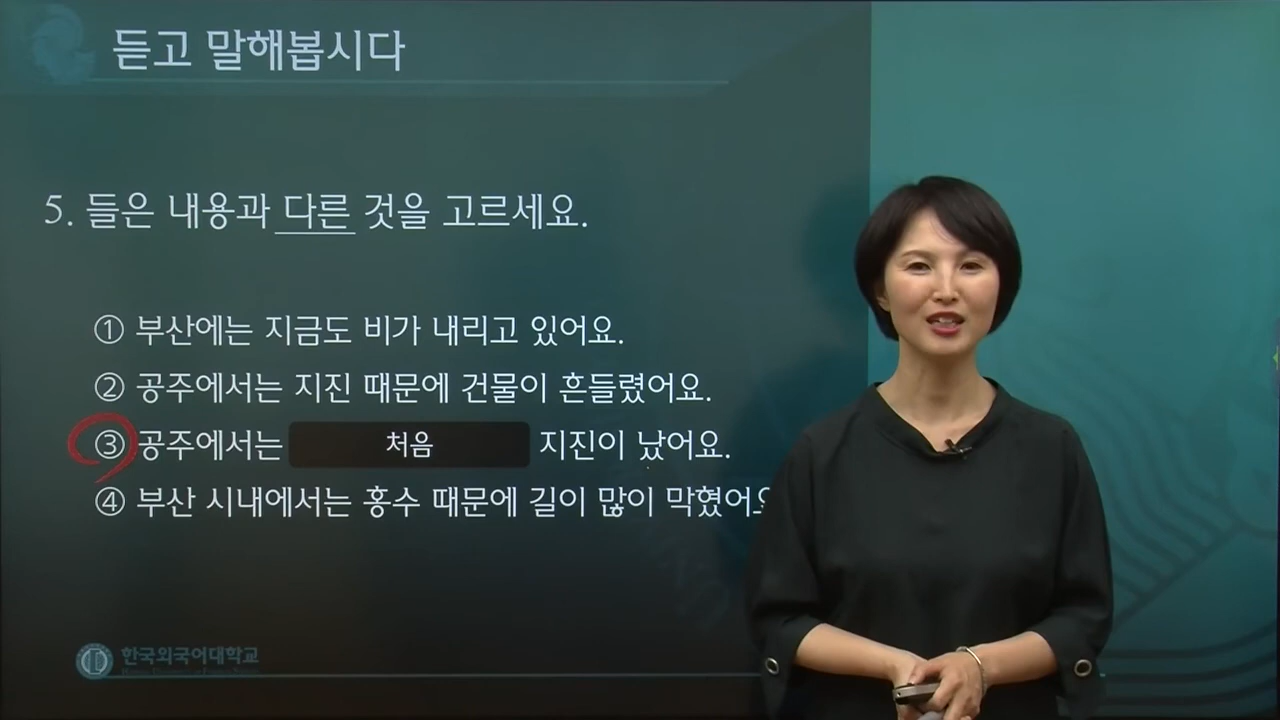 듣고 말해봅시다
5. 들은 내용과 다른 것을 고르세요.
① 부산에는 지금도 비가 내리고 있어요.
② 공주에서는 지진 때문에 건물이 흔들렸어요.
③ 공주에서는 처음 지진이 났어요.
④ 부산 시내에서는 홍수 때문에 길이 많이 막혔어요
한국외국어대학교